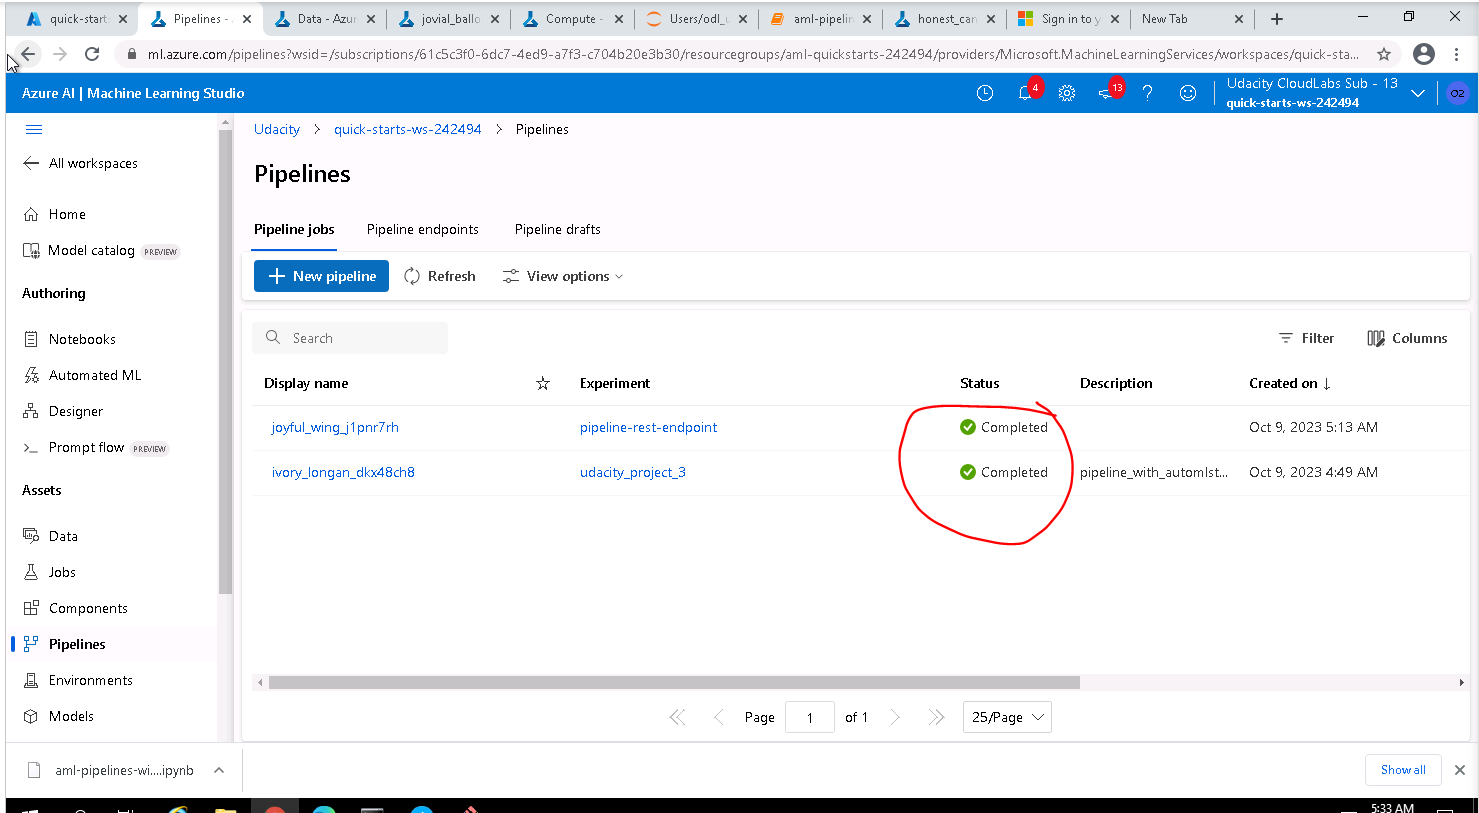 quick-start: Pipelines - A Data - Azur jovial_ballo Compute - Users/odl_u aml-pipelin honest_can Sign in to y New Tab
ml.azure.com/pipelines?wsid=/subscriptions/61c5c3f0-6dc7-4ed9-a7f3-c704b20e3b30/resourcegroups/aml-quickstarts-242494/providers/Microsoft.MachineLearningServices/workspaces/quick-sta...
Azure AI | Machine Learning Studio
4
13
Udacity CloudLabs Sub - 13
quick-starts-ws-242494
O2
All workspaces
Home
Model catalog PREVIEW
Authoring
Notebooks
Automated ML
Designer
Prompt flow PREVIEW
Assets
Data
Jobs
Components
Pipelines
Environments
Models
Udacity > quick-starts-ws-242494 > Pipelines
Pipelines
Pipeline jobs Pipeline endpoints Pipeline drafts
New pipeline Refresh View options
Search Filter Columns
Display name Experiment Status Description Created on ↓
joyful_wing_j1pnr7rh pipeline-rest-endpoint Completed Oct 9, 2023 5:13 AM
ivory_longan_dkx48ch8 udacity_project_3 Completed pipeline_with_automlst... Oct 9, 2023 4:49 AM
Page 1 of 1 25/Page
aml-pipelines-wi....ipynb Show all
5:33 AM